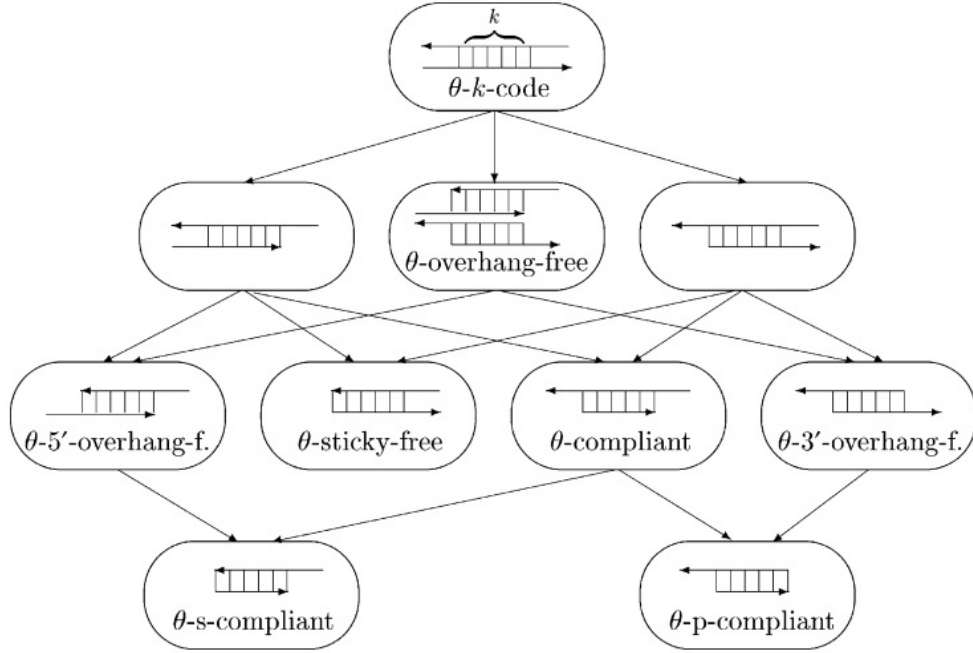 k
θ-k-code
θ-overhang-free
θ-5′-overhang-f.
θ-sticky-free
θ-compliant
θ-3′-overhang-f.
θ-s-compliant
θ-p-compliant